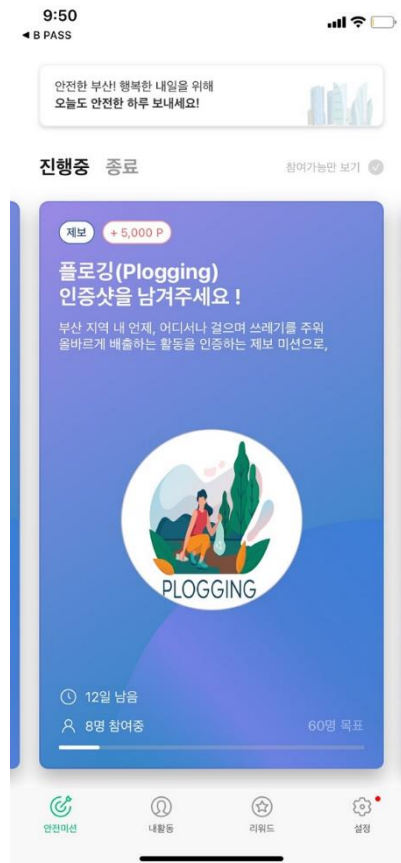 9:50
◀ B PASS
안전한 부산! 행복한 내일을 위해
오늘도 안전한 하루 보내세요!
진행중 종료 참여가능만 보기
제보 + 5,000 P
플로깅(Plogging)
인증샷을 남겨주세요 !
부산 지역 내 언제, 어디서나 걸으며 쓰레기를 주워
올바르게 배출하는 활동을 인증하는 제보 미션으로,
PLOGGING
12일 남음
8명 참여중 60명 목표
안전미션 내활동 리워드 설정